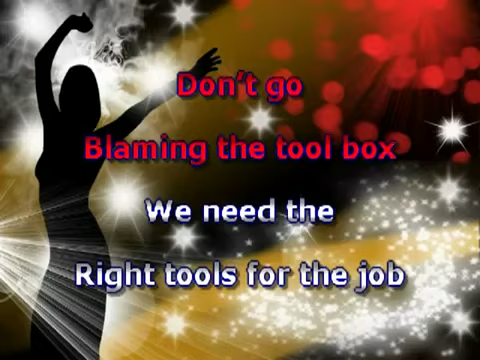 Don't go
Blaming the tool box
We need the
Right tools for the job